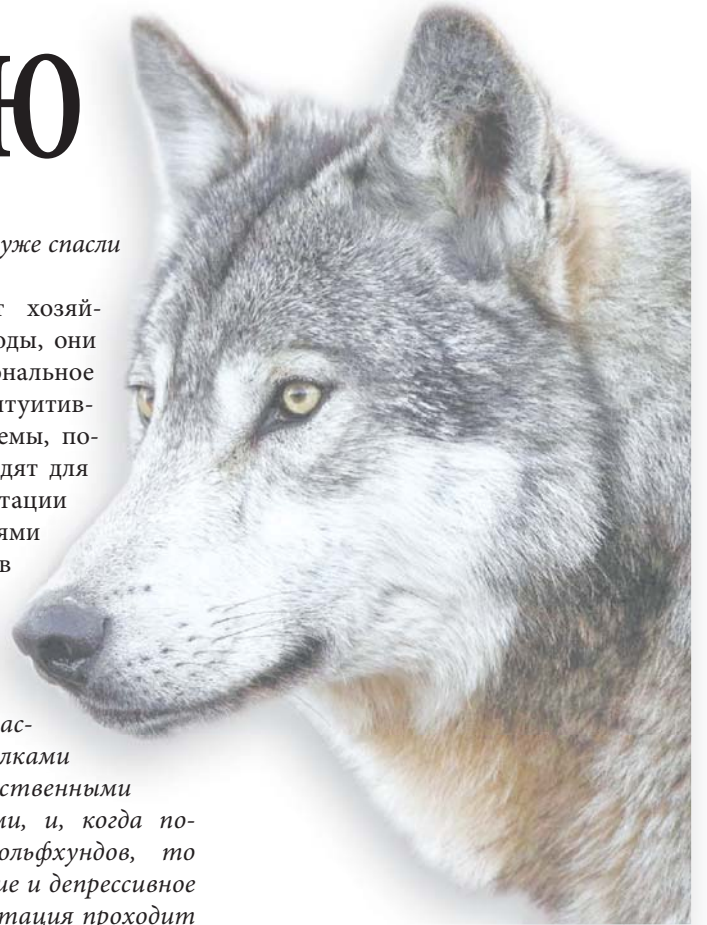 Ю
уже спасли
т хозяй-
оды, они
ональное
нтуитив-
емы, по-
дят для
тации
ями
в
ас-
лками
ственными
ми, и, когда по-
ольфхундов, то
ие и депрессивное
тация проходит